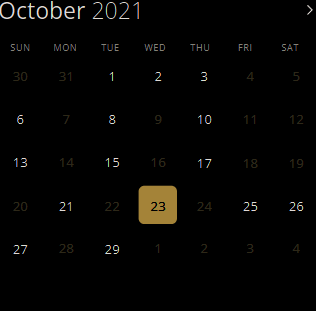 October 2021
SUN MON TUE WED THU FRI SAT
30 31 1 2 3 4 5
6 7 8 9 10 11 12
13 14 15 16 17 18 19
20 21 22 23 24 25 26
27 28 29 1 2 3 4